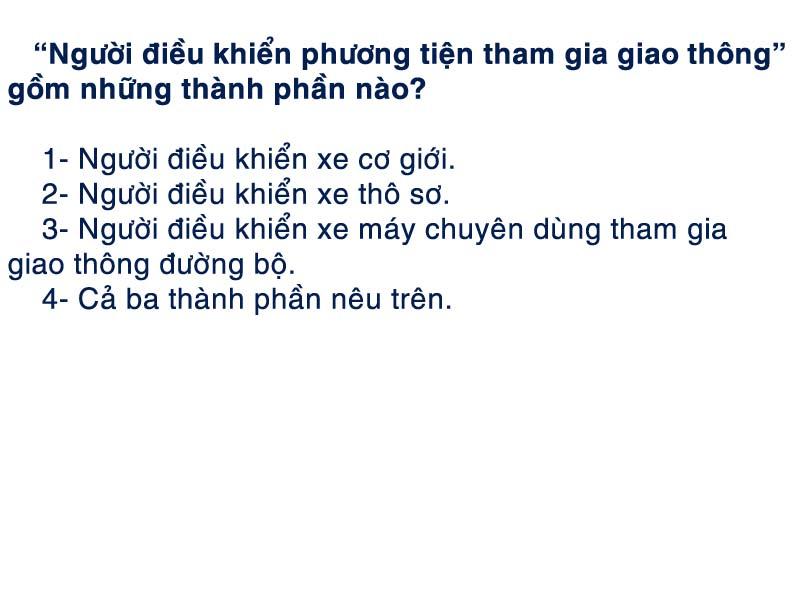 “Người điều khiển phương tiện tham gia giao thông”
gồm những thành phần nào?
1- Người điều khiển xe cơ giới.
2- Người điều khiển xe thô sơ.
3- Người điều khiển xe máy chuyên dùng tham gia
giao thông đường bộ.
4- Cả ba thành phần nêu trên.